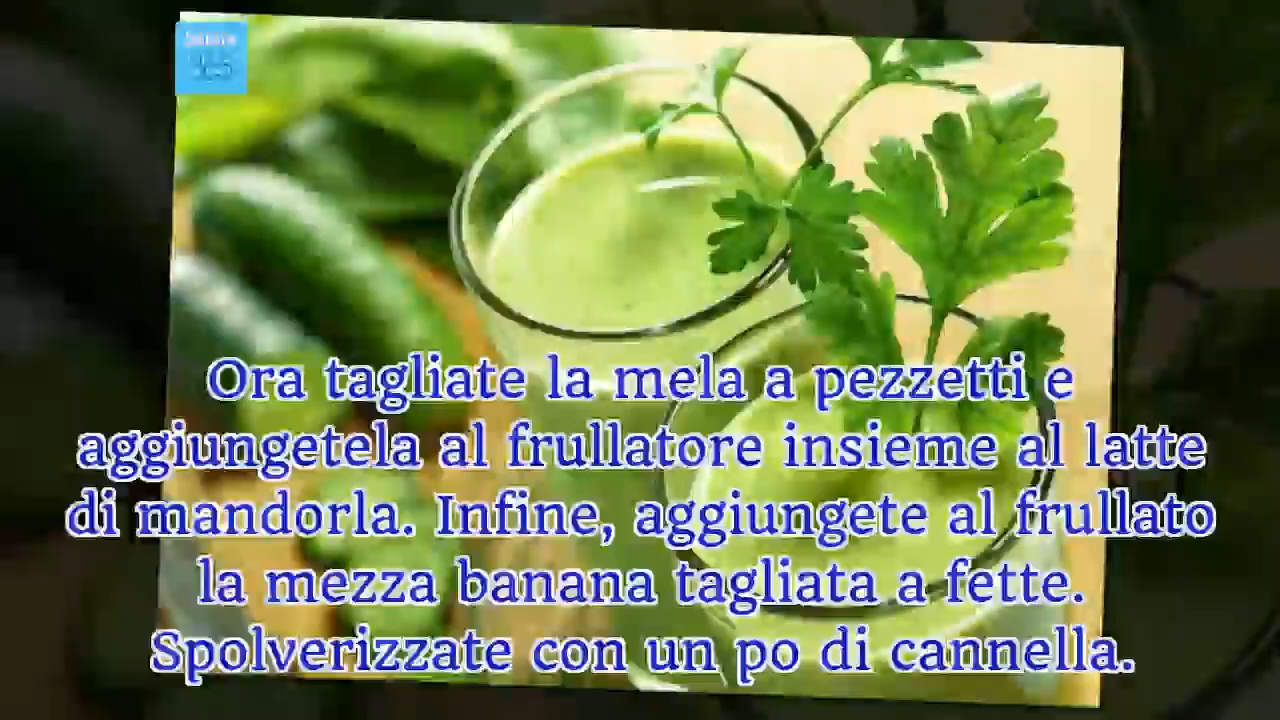 Ora tagliate la mela a pezzetti e
aggiungetela al frullatore insieme al latte
di mandorla. Infine, aggiungete al frullato
la mezza banana tagliata a fette.
Spolverizzate con un po di cannella.